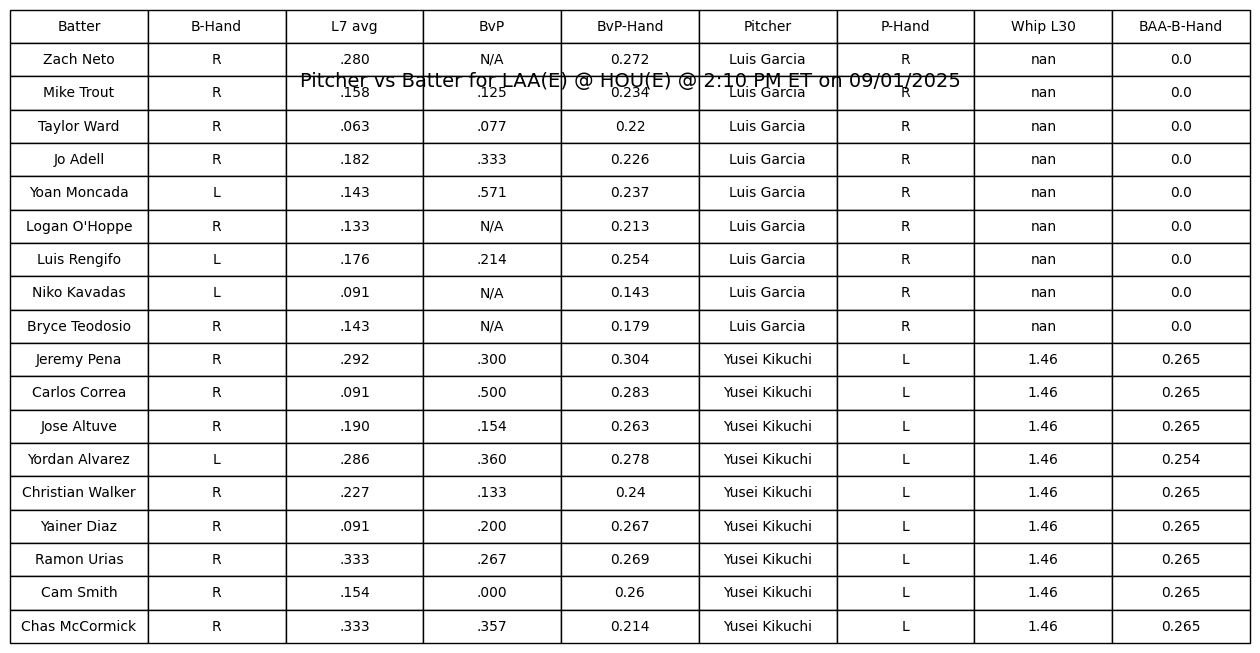 Batter B-Hand L7 avg BvP BvP-Hand Pitcher P-Hand Whip L30 BAA-B-Hand
Zach Neto R .280 N/A 0.272 Luis Garcia R nan 0.0
Pitcher vs Batter for LAA(E) @ HOU(E) @ 2:10 PM ET on 09/01/2025
Mike Trout R .158 .125 0.234 Luis Garcia R nan 0.0
Taylor Ward R .063 .077 0.22 Luis Garcia R nan 0.0
Jo Adell R .182 .333 0.226 Luis Garcia R nan 0.0
Yoan Moncada L .143 .571 0.237 Luis Garcia R nan 0.0
Logan O'Hoppe R .133 N/A 0.213 Luis Garcia R nan 0.0
Luis Rengifo L .176 .214 0.254 Luis Garcia R nan 0.0
Niko Kavadas L .091 N/A 0.143 Luis Garcia R nan 0.0
Bryce Teodosio R .143 N/A 0.179 Luis Garcia R nan 0.0
Jeremy Pena R .292 .300 0.304 Yusei Kikuchi L 1.46 0.265
Carlos Correa R .091 .500 0.283 Yusei Kikuchi L 1.46 0.265
Jose Altuve R .190 .154 0.263 Yusei Kikuchi L 1.46 0.265
Yordan Alvarez L .286 .360 0.278 Yusei Kikuchi L 1.46 0.254
Christian Walker R .227 .133 0.24 Yusei Kikuchi L 1.46 0.265
Yainer Diaz R .091 .200 0.267 Yusei Kikuchi L 1.46 0.265
Ramon Urias R .333 .267 0.269 Yusei Kikuchi L 1.46 0.265
Cam Smith R .154 .000 0.26 Yusei Kikuchi L 1.46 0.265
Chas McCormick R .333 .357 0.214 Yusei Kikuchi L 1.46 0.265